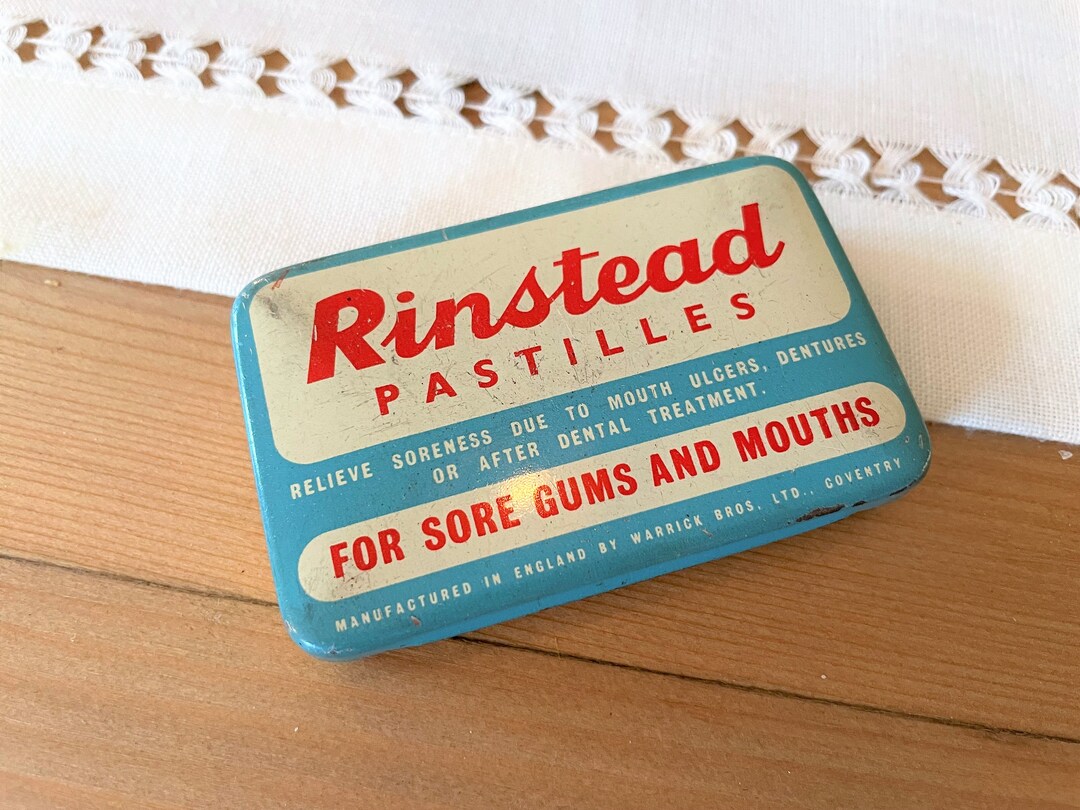 Rinstead
PASTILLES
RELIEVE SORENESS DUE TO MOUTH ULCERS, DENTURES
OR AFTER DENTAL TREATMENT.
FOR SORE GUMS AND MOUTHS
MANUFACTURED IN ENGLAND BY WARRICK BROS. LTD., COVENTRY